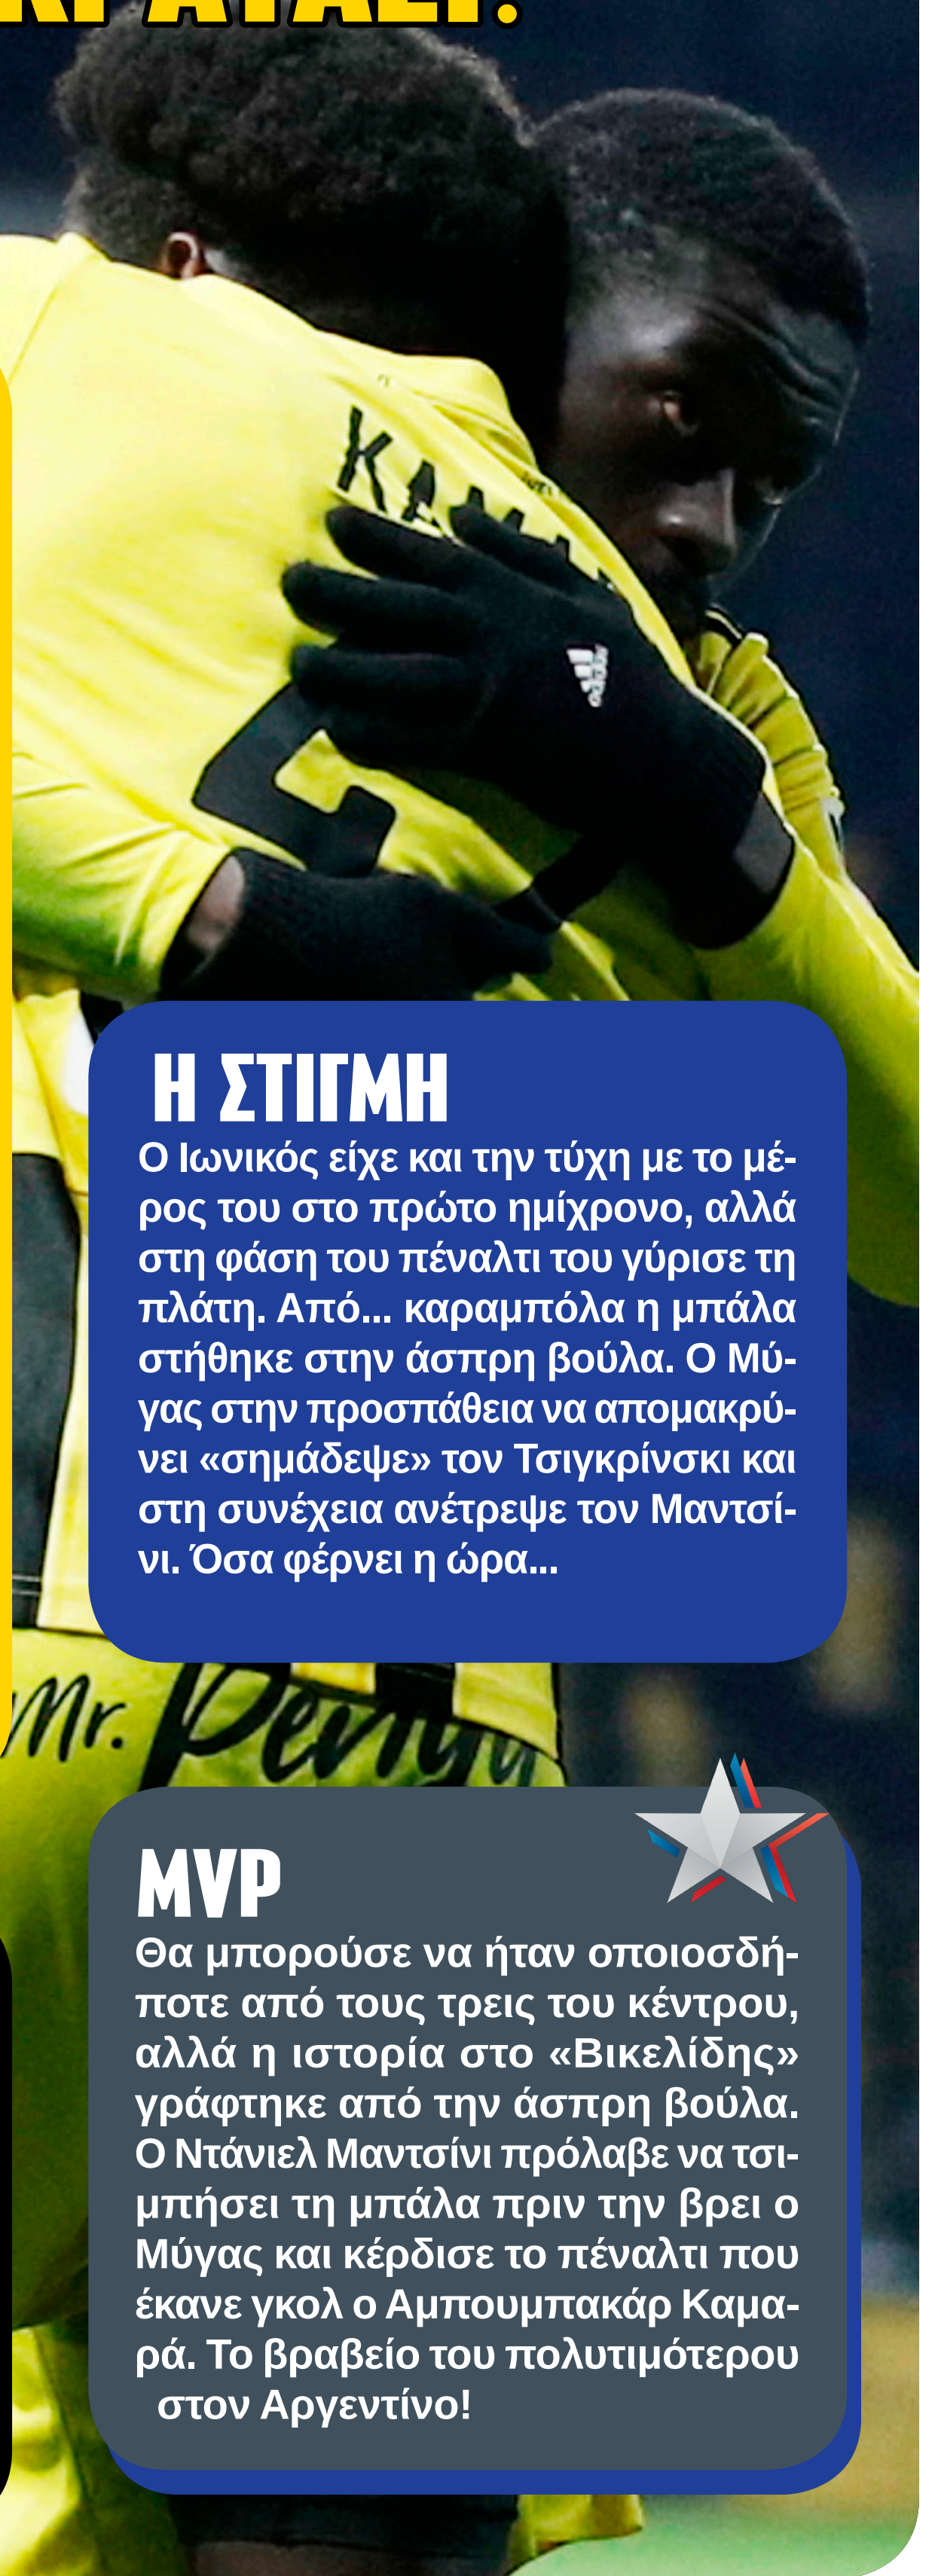 ΚΑΜΑ
adidas
Η ΣΤΙΓΜΗ
Ο Ιωνικός είχε και την τύχη με το μέ-
ρος του στο πρώτο ημίχρονο, αλλά
στη φάση του πέναλτι του γύρισε τη
πλάτη. Από... καραμπόλα η μπάλα
στήθηκε στην άσπρη βούλα. Ο Μύ-
γας στην προσπάθεια να απομακρύ-
νει «σημάδεψε» τον Τσιγκρίνσκι και
στη συνέχεια ανέτρεψε τον Μαντσί-
νι. Όσα φέρνει η ώρα...
Mr.
MVP
Θα μπορούσε να ήταν οποιοσδή-
ποτε από τους τρεις του κέντρου,
αλλά η ιστορία στο «Βικελίδης»
γράφτηκε από την άσπρη βούλα.
Ο Ντάνιελ Μαντσίνι πρόλαβε να τσι-
μπήσει τη μπάλα πριν την βρει ο
Μύγας και κέρδισε το πέναλτι που
έκανε γκολ ο Αμπουμπακάρ Καμα-
ρά. Το βραβείο του πολυτιμότερου
στον Αργεντίνο!